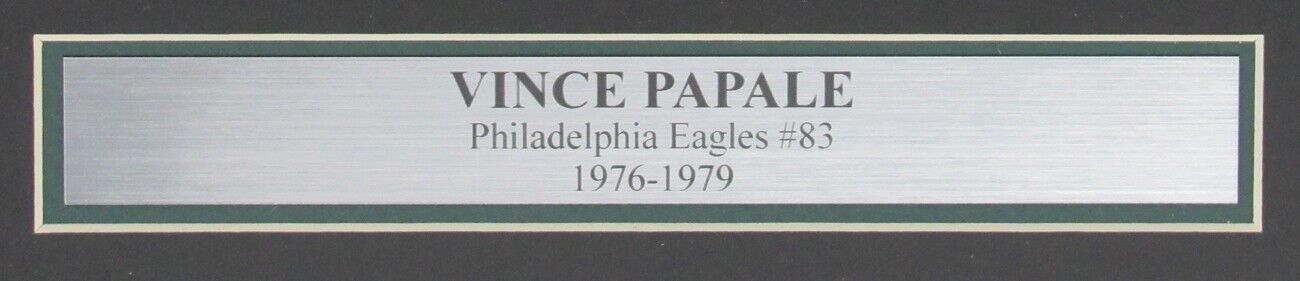 VINCE PAPALE
Philadelphia Eagles #83
1976-1979